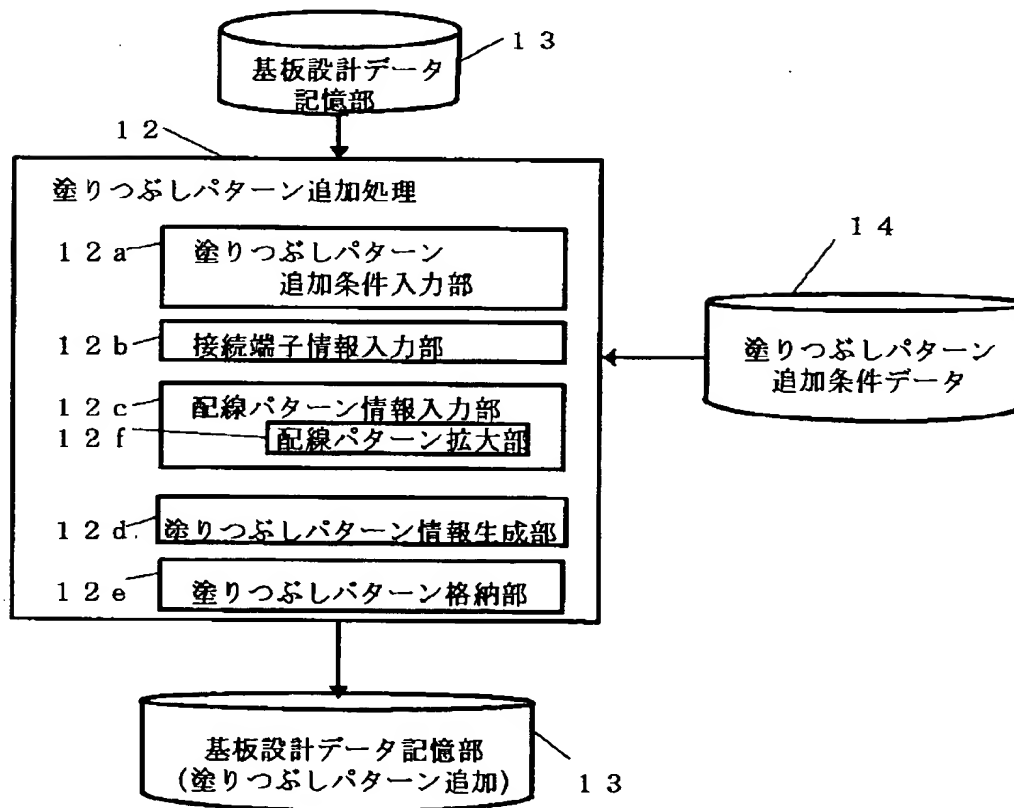 13
基板設計データ
記憶部
12
塗りつぶしパターン追加処理
12a
塗りつぶしパターン
追加条件入力部
14
12b
接続端子情報入力部
塗りつぶしパターン
追加条件データ
12c
配線パターン情報入力部
12f
配線パターン拡大部
12d
塗りつぶしパターン情報生成部
12e
塗りつぶしパターン格納部
基板設計データ記憶部
(塗りつぶしパターン追加)
13